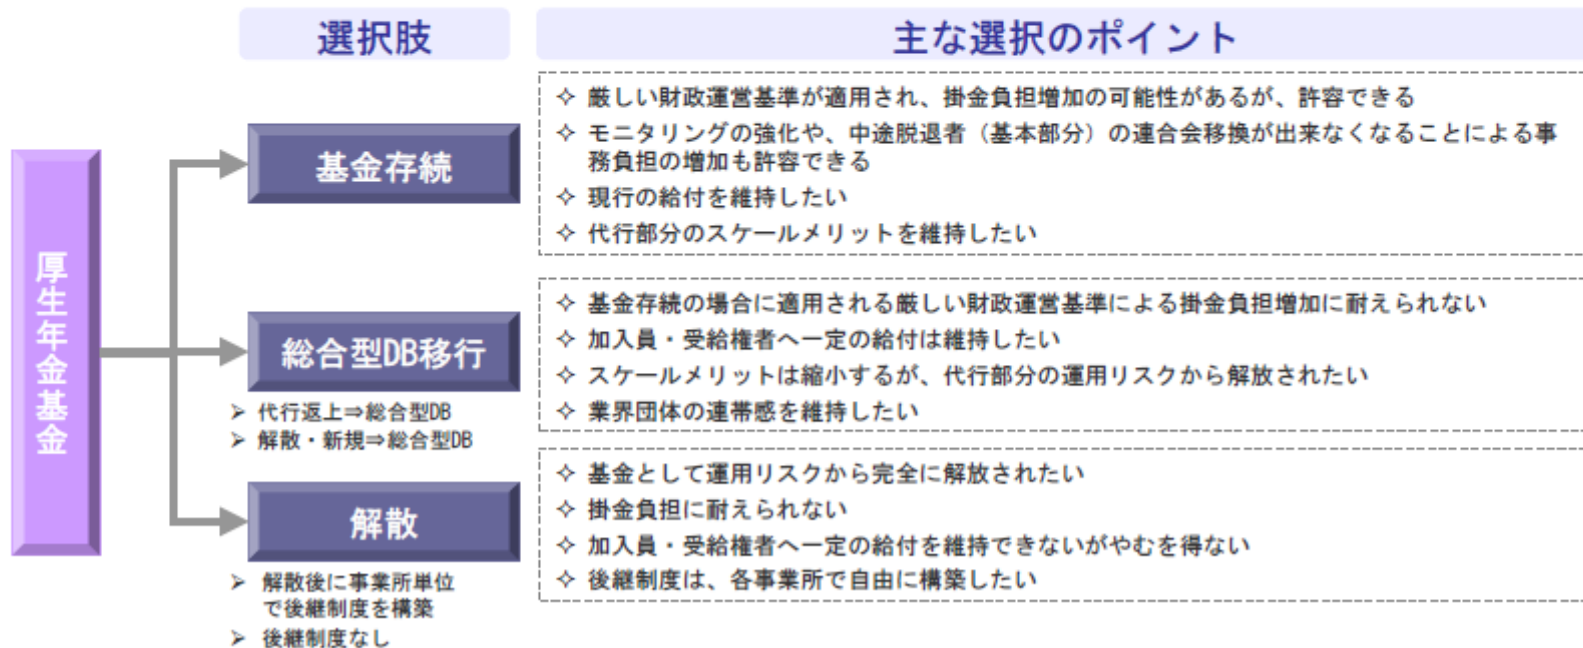 選択肢
主な選択のポイント
厚生年金基金
基金存続
✧ 厳しい財政運営基準が適用され、掛金負担増加の可能性があるが、許容できる
✧ モニタリングの強化や、中途脱退者（基本部分）の連合会移換が出来なくなることによる事
務負担の増加も許容できる
✧ 現行の給付を維持したい
✧ 代行部分のスケールメリットを維持したい
総合型DB移行
➢ 代行返上⇒総合型DB
➢ 解散・新規⇒総合型DB
✧ 基金存続の場合に適用される厳しい財政運営基準による掛金負担増加に耐えられない
✧ 加入員・受給権者へ一定の給付は維持したい
✧ スケールメリットは縮小するが、代行部分の運用リスクから解放されたい
✧ 業界団体の連帯感を維持したい
解散
➢ 解散後に事業所単位
で後継制度を構築
➢ 後継制度なし
✧ 基金として運用リスクから完全に解放されたい
✧ 掛金負担に耐えられない
✧ 加入員・受給権者へ一定の給付を維持できないがやむを得ない
✧ 後継制度は、各事業所で自由に構築したい